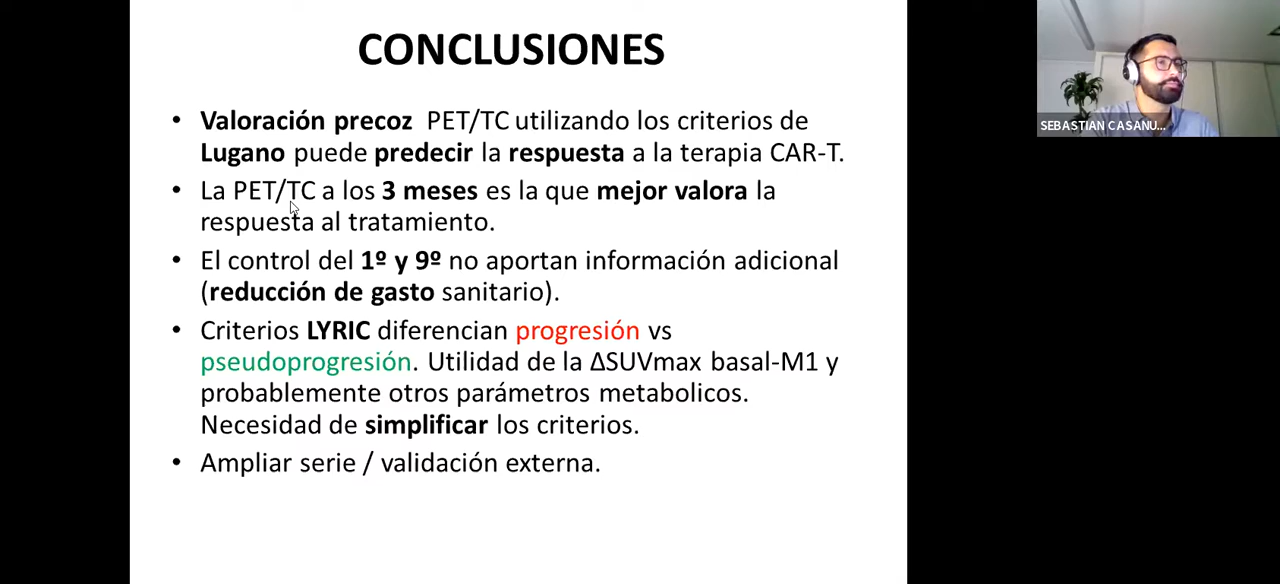 CONCLUSIONES
• Valoración precoz PET/TC utilizando los criterios de
Lugano puede predecir la respuesta a la terapia CAR-T.
• La PET/TC a los 3 meses es la que mejor valora la
respuesta al tratamiento.
• El control del 1º y 9º no aportan información adicional
(reducción de gasto sanitario).
• Criterios LYRIC diferencian progresión vs
pseudoprogresión. Utilidad de la ΔSUVmax basal-M1 y
probablemente otros parámetros metabolicos.
Necesidad de simplificar los criterios.
• Ampliar serie / validación externa.
SEBASTIAN CASANU...